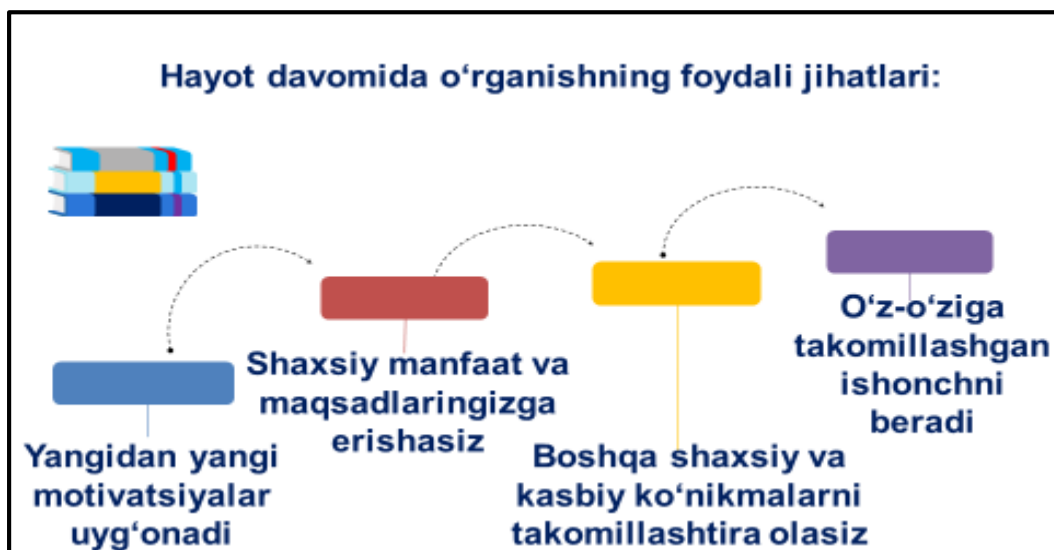 Hayot davomida o‘rganishning foydali jihatlari:
Yangidan yangi
motivatsiyalar
uyg‘onadi
Shaxsiy manfaat va
maqsadlaringizga
erishasiz
Boshqa shaxsiy va
kasbiy ko‘nikmalarni
takomillashtira olasiz
O‘z-o‘ziga
takomillashgan
ishonchni
beradi